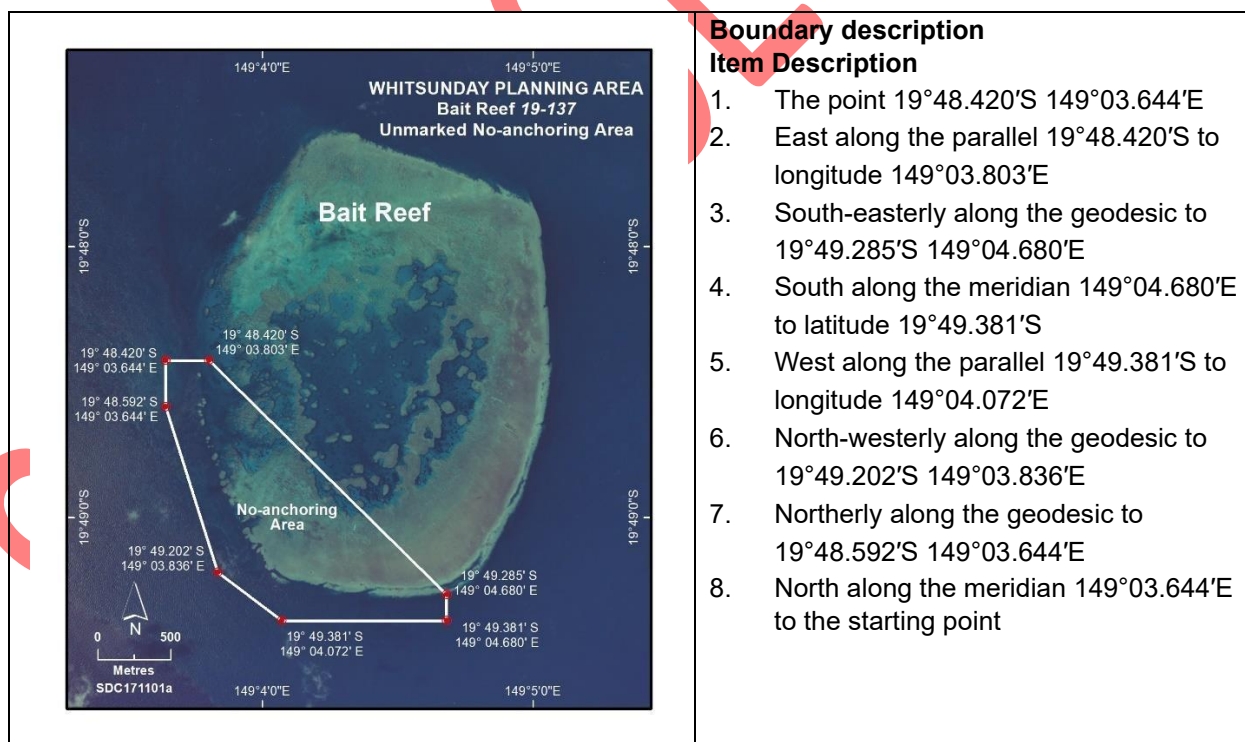 149°4'0"E
149°5'0"E
WHITSUNDAY PLANNING AREA
Bait Reef 19-137
Unmarked No-anchoring Area
Bait Reef
19°48'0"S
19°48'0"S
19° 48.420' S
149° 03.803' E
19° 48.420' S
149° 03.644' E
19° 48.592' S
149° 03.644' E
19°49'0"S
19°49'0"S
No-anchoring
Area
19° 49.202' S
149° 03.836' E
19° 49.285' S
149° 04.680' E
19° 49.381' S
149° 04.072' E
19° 49.381' S
149° 04.680' E
N
0 500
Metres
SDC171101a
149°4'0"E
149°5'0"E
Boundary description
Item Description
1. The point 19°48.420′S 149°03.644′E
2. East along the parallel 19°48.420′S to
longitude 149°03.803′E
3. South-easterly along the geodesic to
19°49.285′S 149°04.680′E
4. South along the meridian 149°04.680′E
to latitude 19°49.381′S
5. West along the parallel 19°49.381′S to
longitude 149°04.072′E
6. North-westerly along the geodesic to
19°49.202′S 149°03.836′E
7. Northerly along the geodesic to
19°48.592′S 149°03.644′E
8. North along the meridian 149°03.644′E
to the starting point